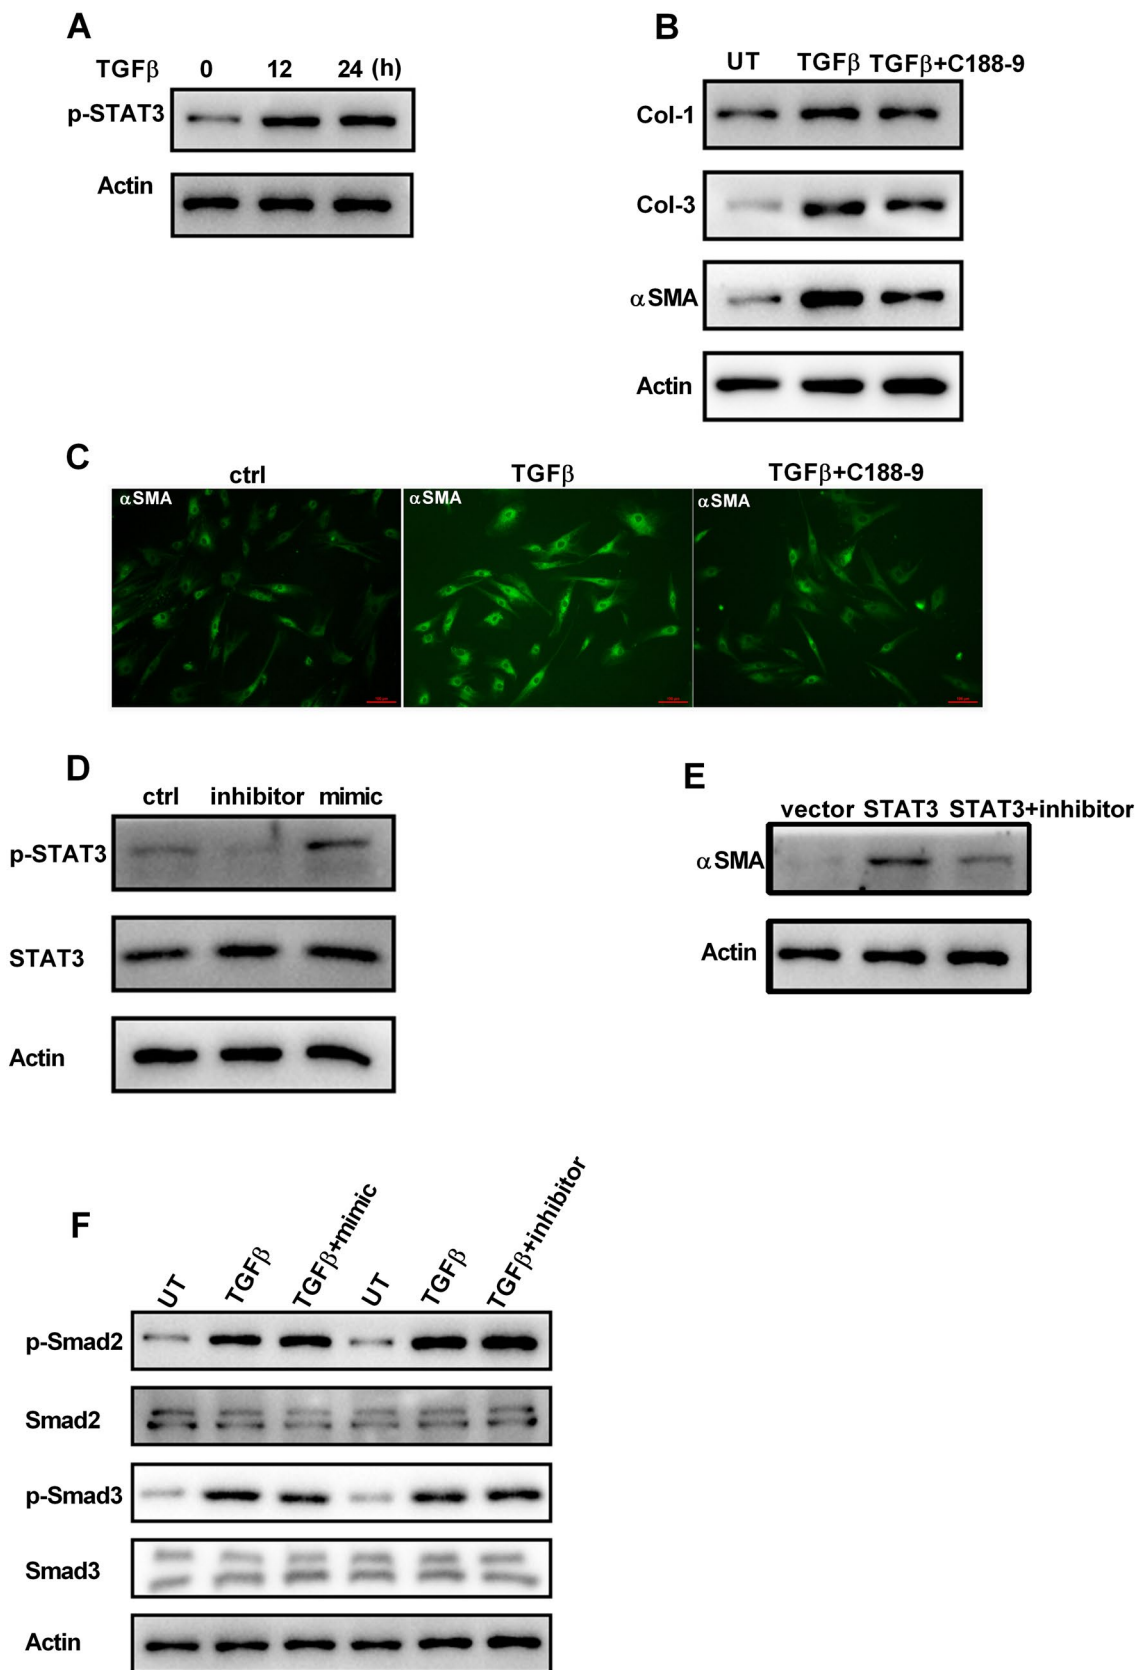 A
TGFβ 0 12 24 (h)
p-STAT3
Actin
B
UT TGFβ TGFβ+C188-9
Col-1
Col-3
αSMA
Actin
C
ctrl TGFβ TGFβ+C188-9
αSMA αSMA αSMA
D
ctrl inhibitor mimic
p-STAT3
STAT3
Actin
E
vector STAT3 STAT3+inhibitor
αSMA
Actin
F
UT TGFβ TGFβ+mimic UT TGFβ TGFβ+inhibitor
p-Smad2
Smad2
p-Smad3
Smad3
Actin